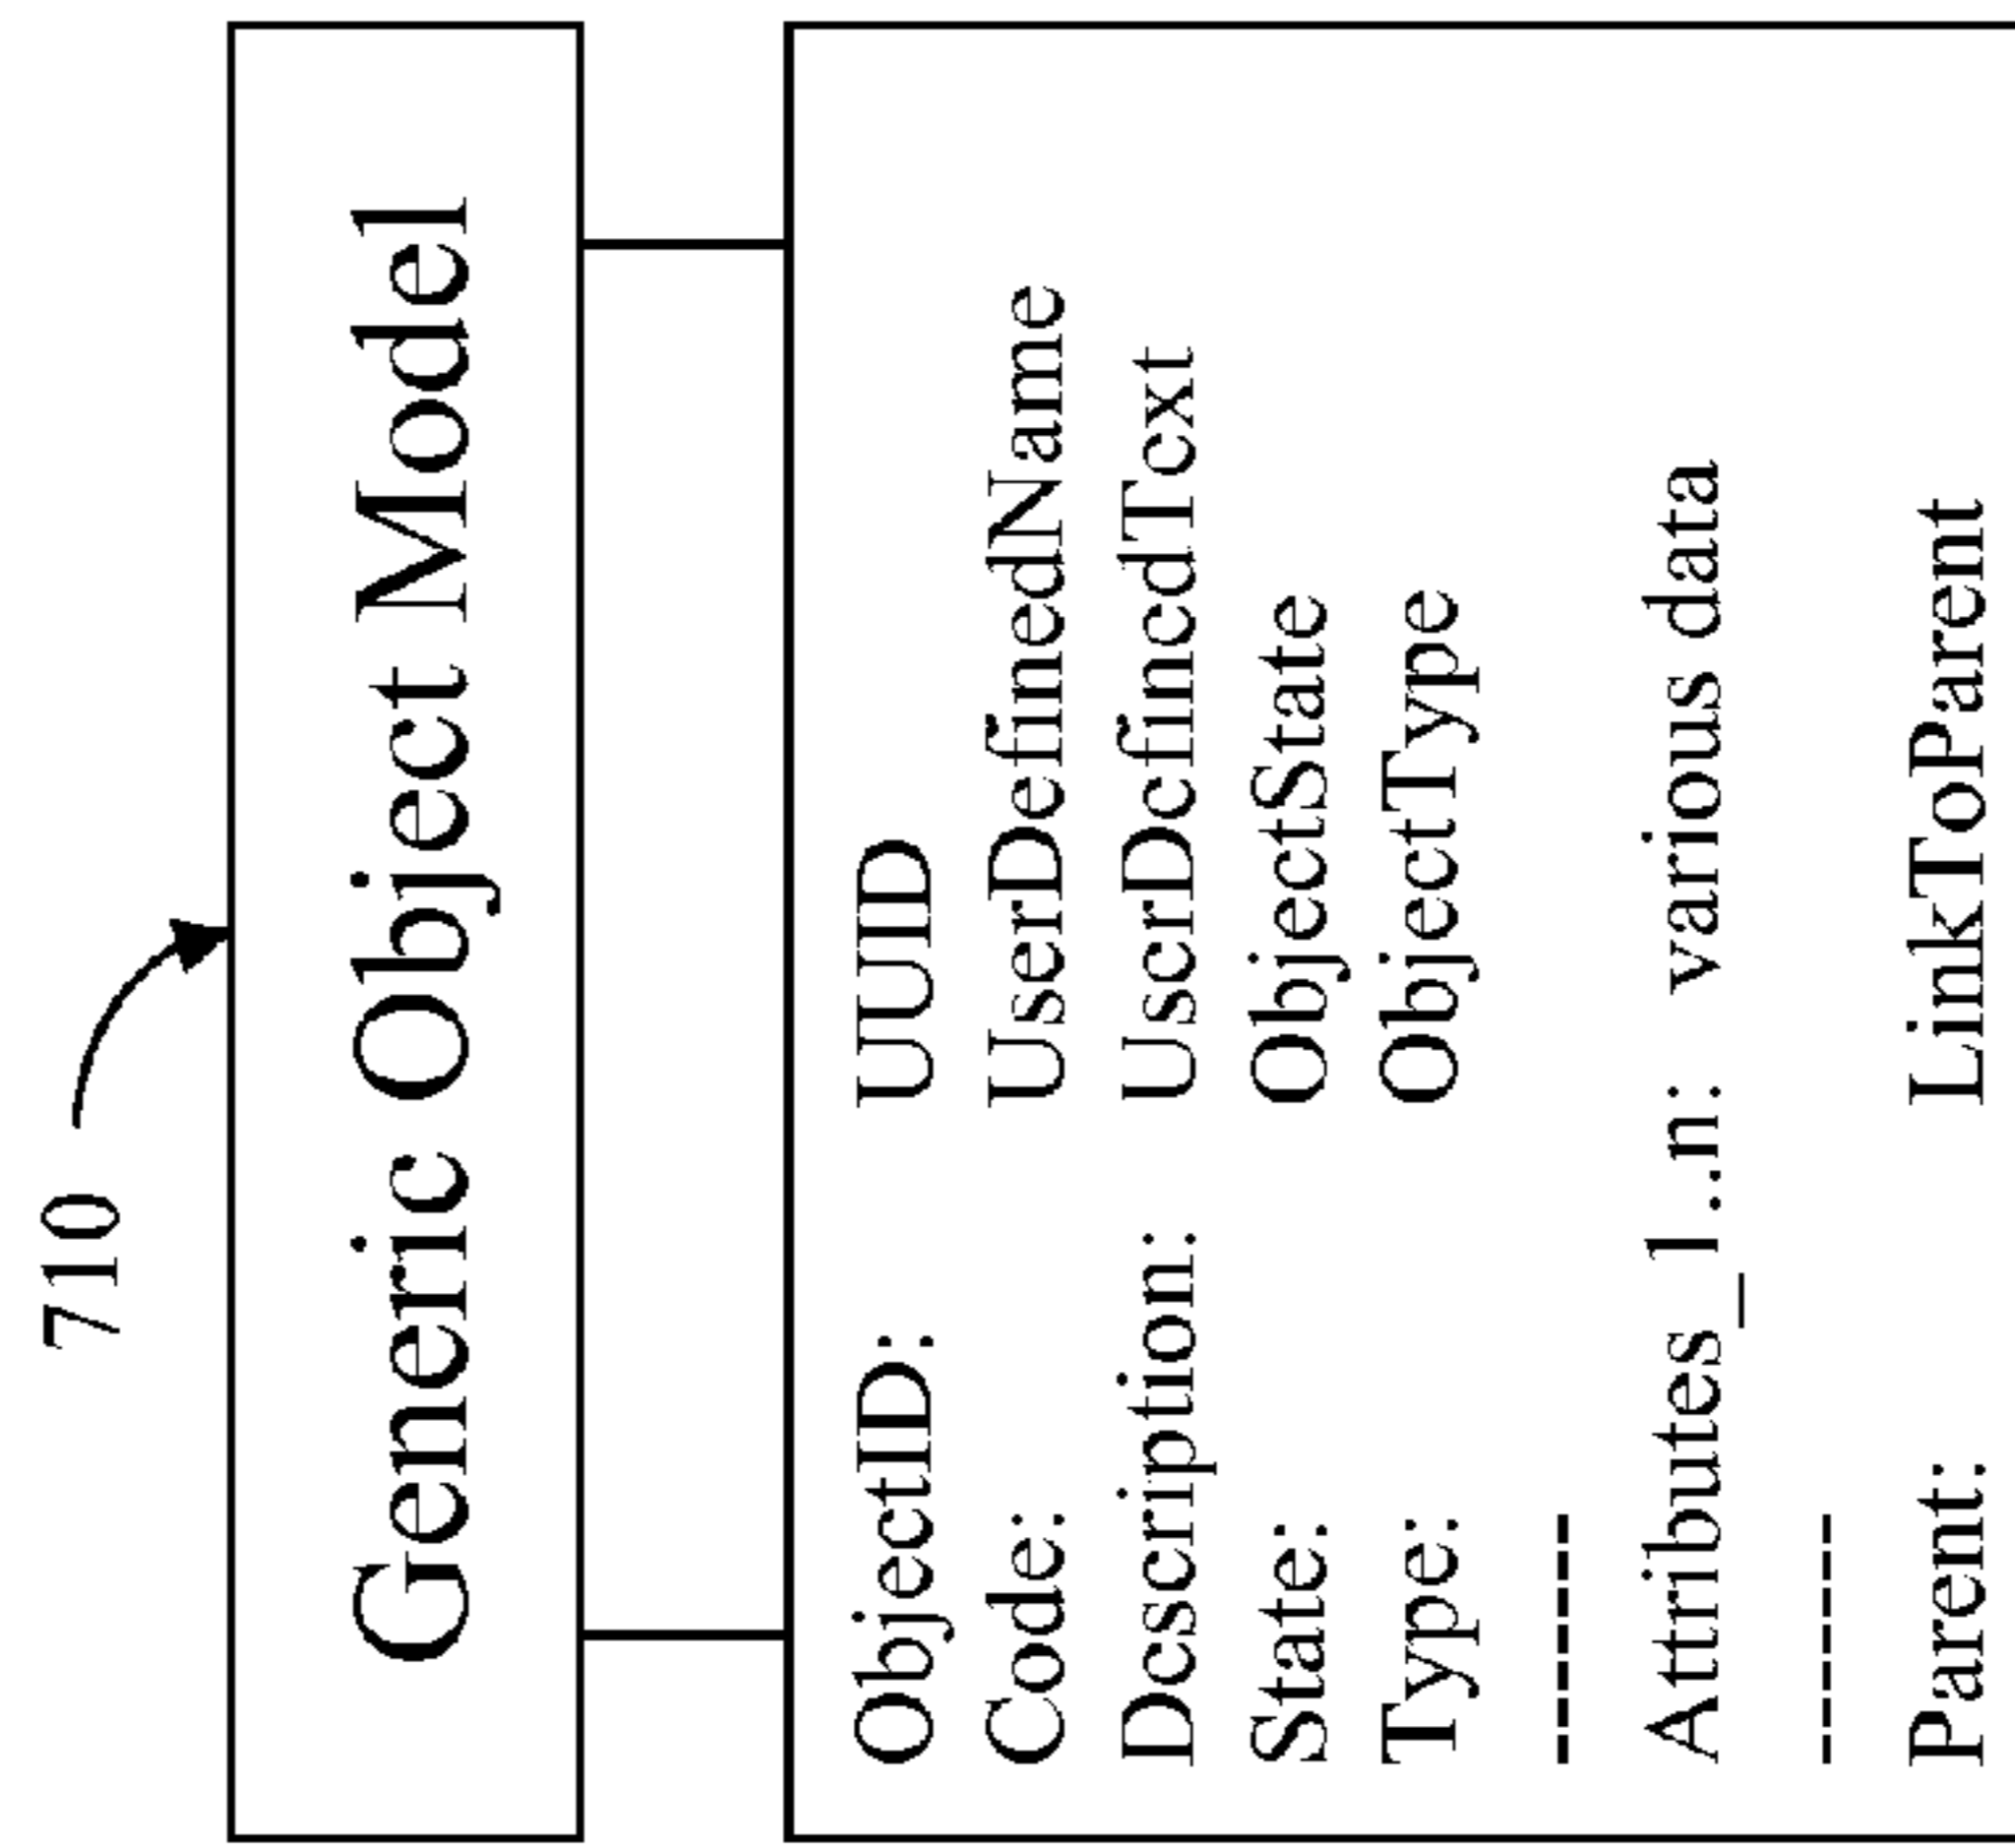 710
Generic Object Model
ObjectID: UUID
Code: UserDefinedName
Dcscription: UscrDcfincdTcxt
State: ObjectState
Type: ObjectType
-------
Attributes_1..n: various data
-------
Parent: LinkToParent